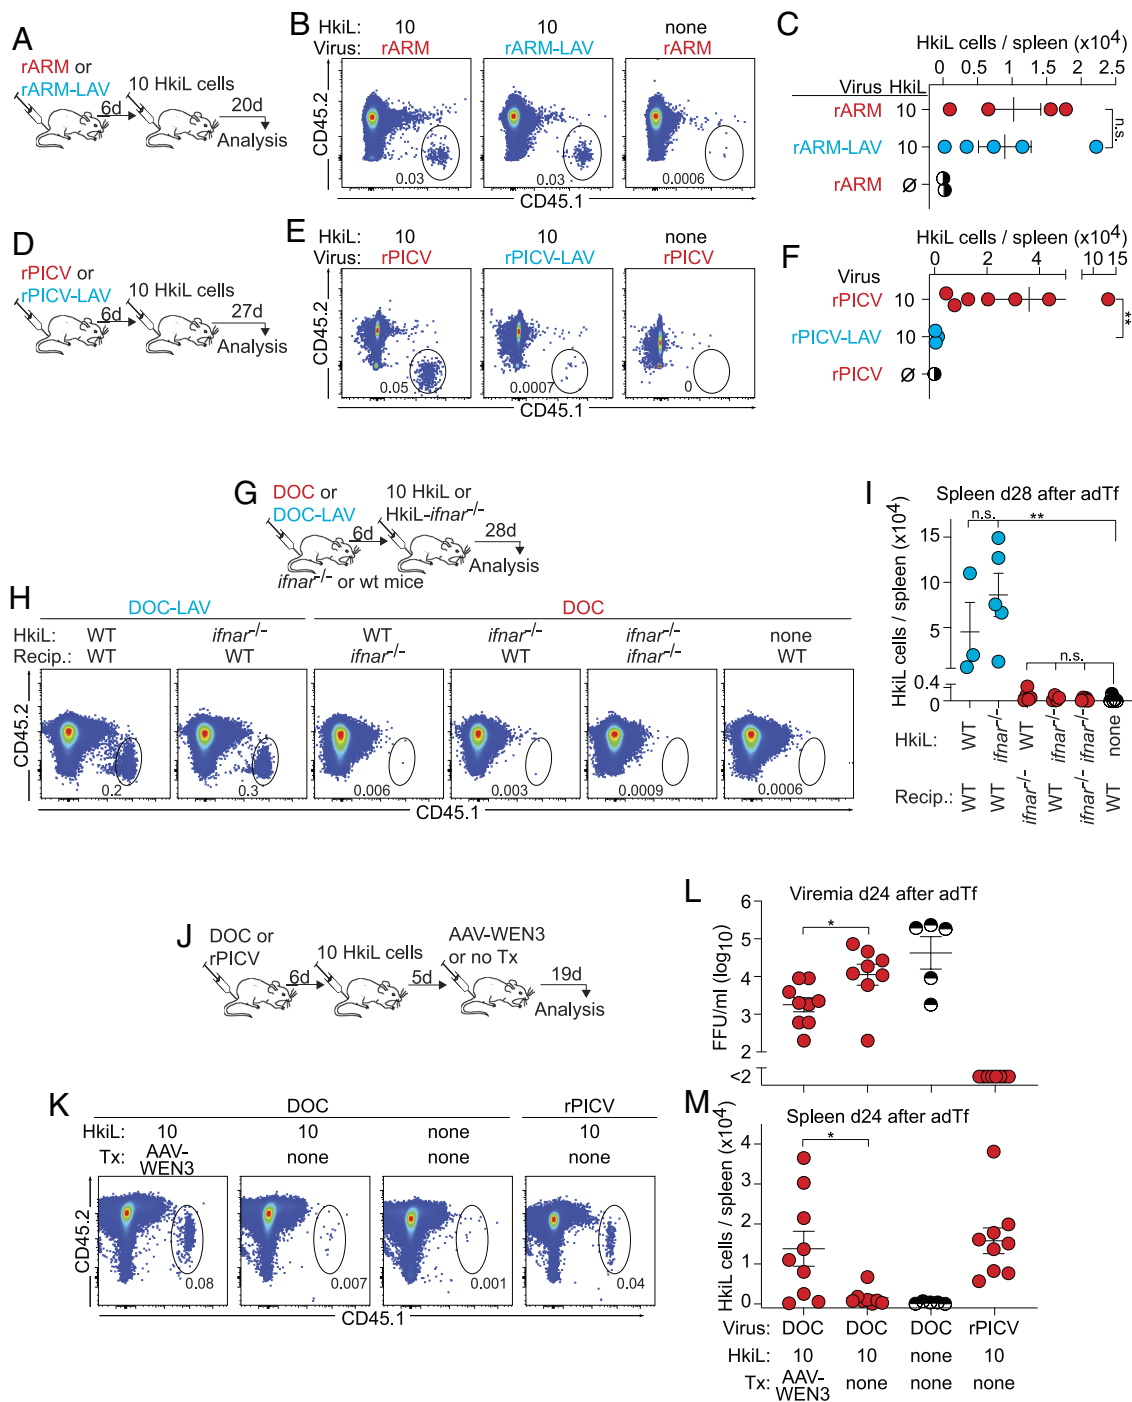 A
rARM or
rARM-LAV
6d
10 HkiL cells
20d
Analysis
B
HkiL: 10 10 none
Virus: rARM rARM-LAV rARM
CD45.2
0.03 0.03 0.0006
CD45.1
C
HkiL cells / spleen (x10⁴)
0 0.5 1 1.5 2 2.5
Virus HkiL
rARM 10
n.s.
rARM-LAV 10
rARM Ø
D
rPICV or
rPICV-LAV
6d
10 HkiL cells
27d
Analysis
E
HkiL: 10 10 none
Virus: rPICV rPICV-LAV rPICV
CD45.2
0.05 0.0007 0
CD45.1
F
HkiL cells / spleen (x10⁴)
0 2 4 10 15
Virus
rPICV 10
**
rPICV-LAV 10
rPICV Ø
G
DOC or
DOC-LAV
6d
10 HkiL or
HkiL-ifnar⁻/⁻
28d
Analysis
ifnar⁻/⁻ or wt mice
H
DOC-LAV DOC
HkiL: WT ifnar⁻/⁻ WT ifnar⁻/⁻ ifnar⁻/⁻ none
Recip.: WT WT ifnar⁻/⁻ WT ifnar⁻/⁻ WT
CD45.2
0.2 0.3 0.006 0.003 0.0009 0.0006
CD45.1
I
Spleen d28 after adTf
n.s. **
HkiL cells / spleen (x10⁴)
15
10
5
n.s.
0.4
0
HkiL: WT ifnar⁻/⁻ WT ifnar⁻/⁻ ifnar⁻/⁻ none
Recip.: WT WT ifnar⁻/⁻ WT ifnar⁻/⁻ WT
J
DOC or
rPICV
6d
10 HkiL cells
5d
AAV-WEN3
or no Tx
19d
Analysis
K
DOC rPICV
HkiL: 10 10 none 10
Tx: AAV-WEN3 none none none
CD45.2
0.08 0.007 0.001 0.04
CD45.1
L
Viremia d24 after adTf
FFU/ml (log10)
6
5
4
3
2
<2
*
M
Spleen d24 after adTf
HkiL cells / spleen (x10⁴)
4
3
2
1
0
*
Virus: DOC DOC DOC rPICV
HkiL: 10 10 none 10
Tx: AAV-WEN3 none none none